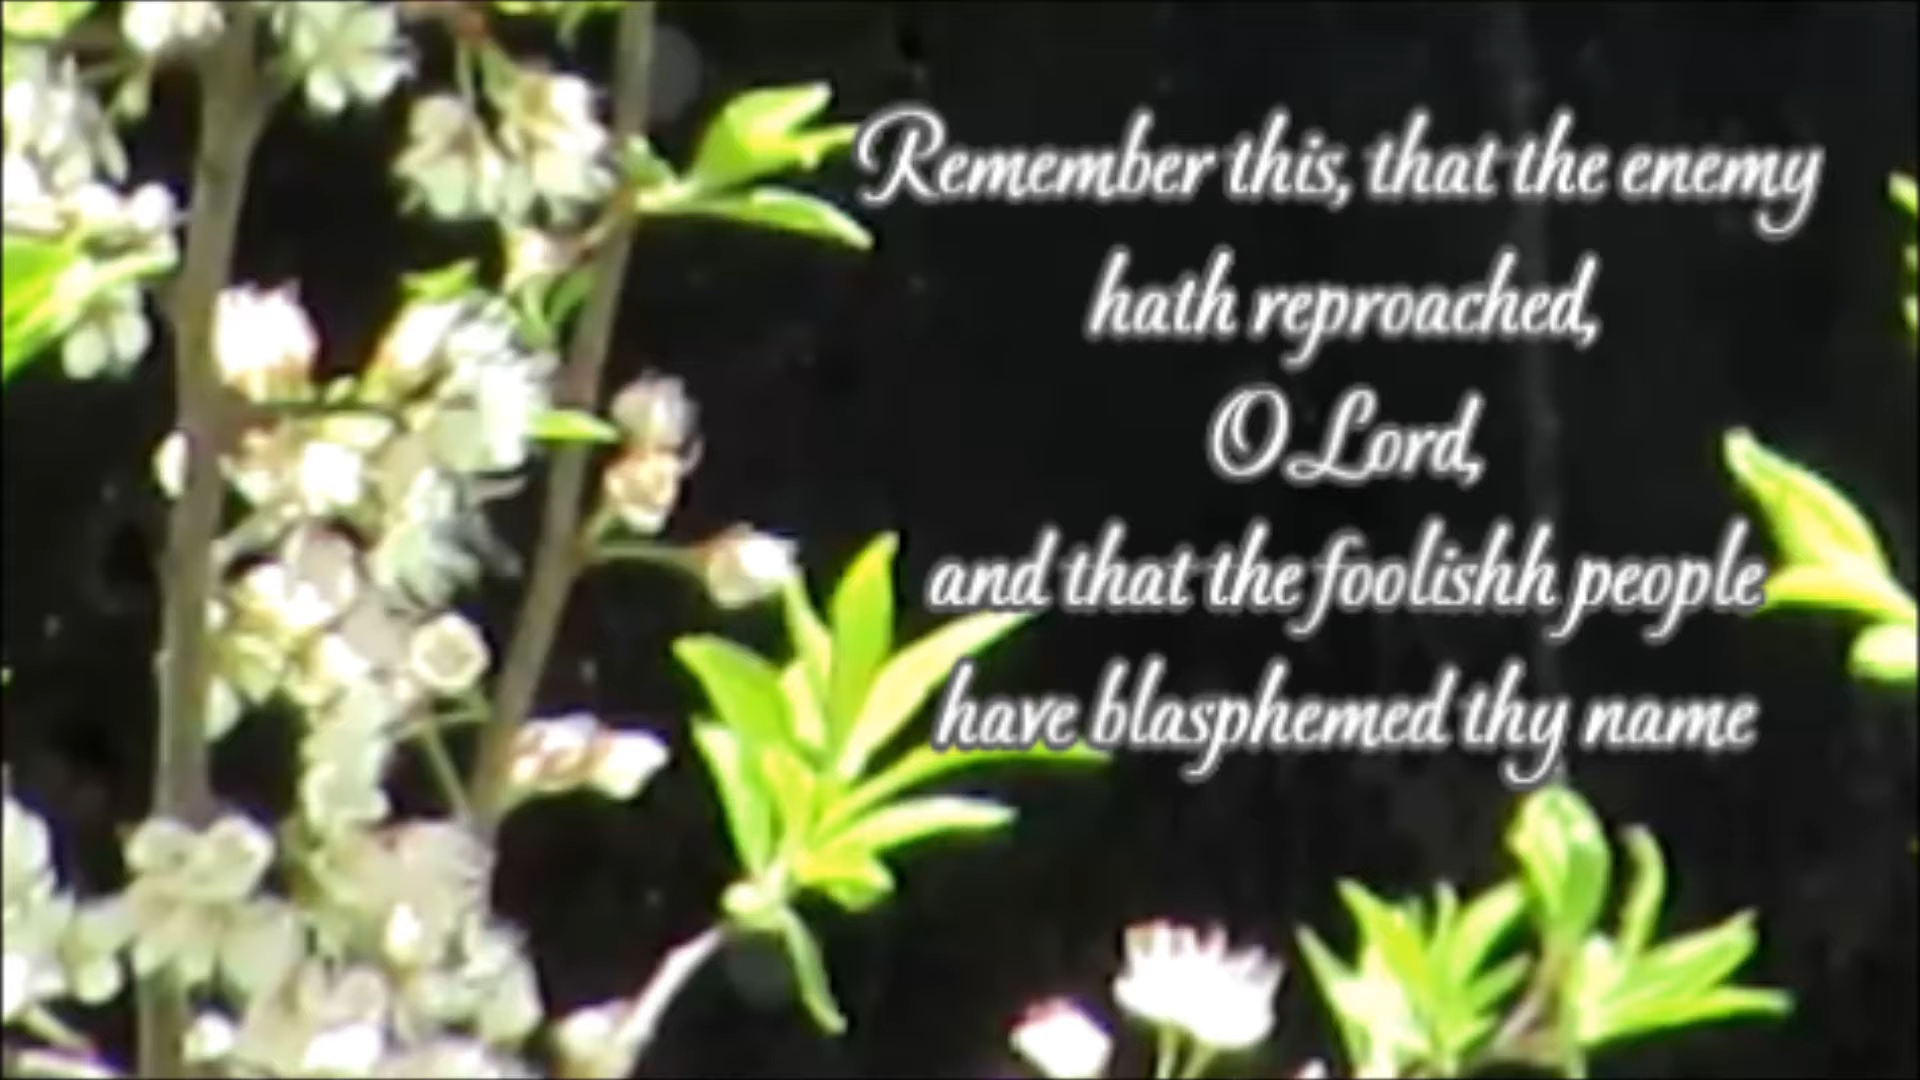 Remember this, that the enemy
hath reproached,
O Lord,
and that the foolishh people
have blasphemed thy name